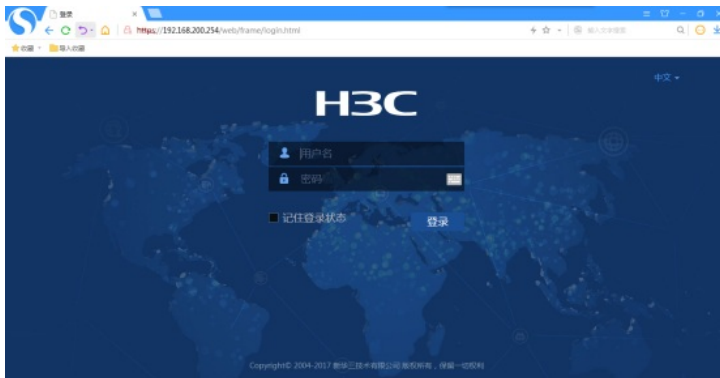 登录
https://192.168.200.254/web/frame/login.html
收藏
导入收藏
中文
H3C
用户名
密码
记住登录状态
登录
Copyright© 2004-2017 新华三技术有限公司 版权所有，保留一切权利